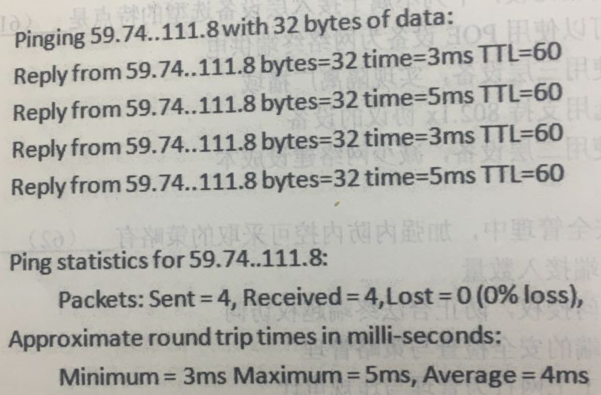 Pinging 59.74..111.8 with 32 bytes of data:
Reply from 59.74..111.8 bytes=32 time=3ms TTL=60
Reply from 59.74..111.8 bytes=32 time=5ms TTL=60
Reply from 59.74..111.8 bytes=32 time=3ms TTL=60
Reply from 59.74..111.8 bytes=32 time=5ms TTL=60
Ping statistics for 59.74..111.8:
Packets: Sent = 4, Received = 4,Lost = 0 (0% loss),
Approximate round trip times in milli-seconds:
Minimum = 3ms Maximum = 5ms, Average = 4ms